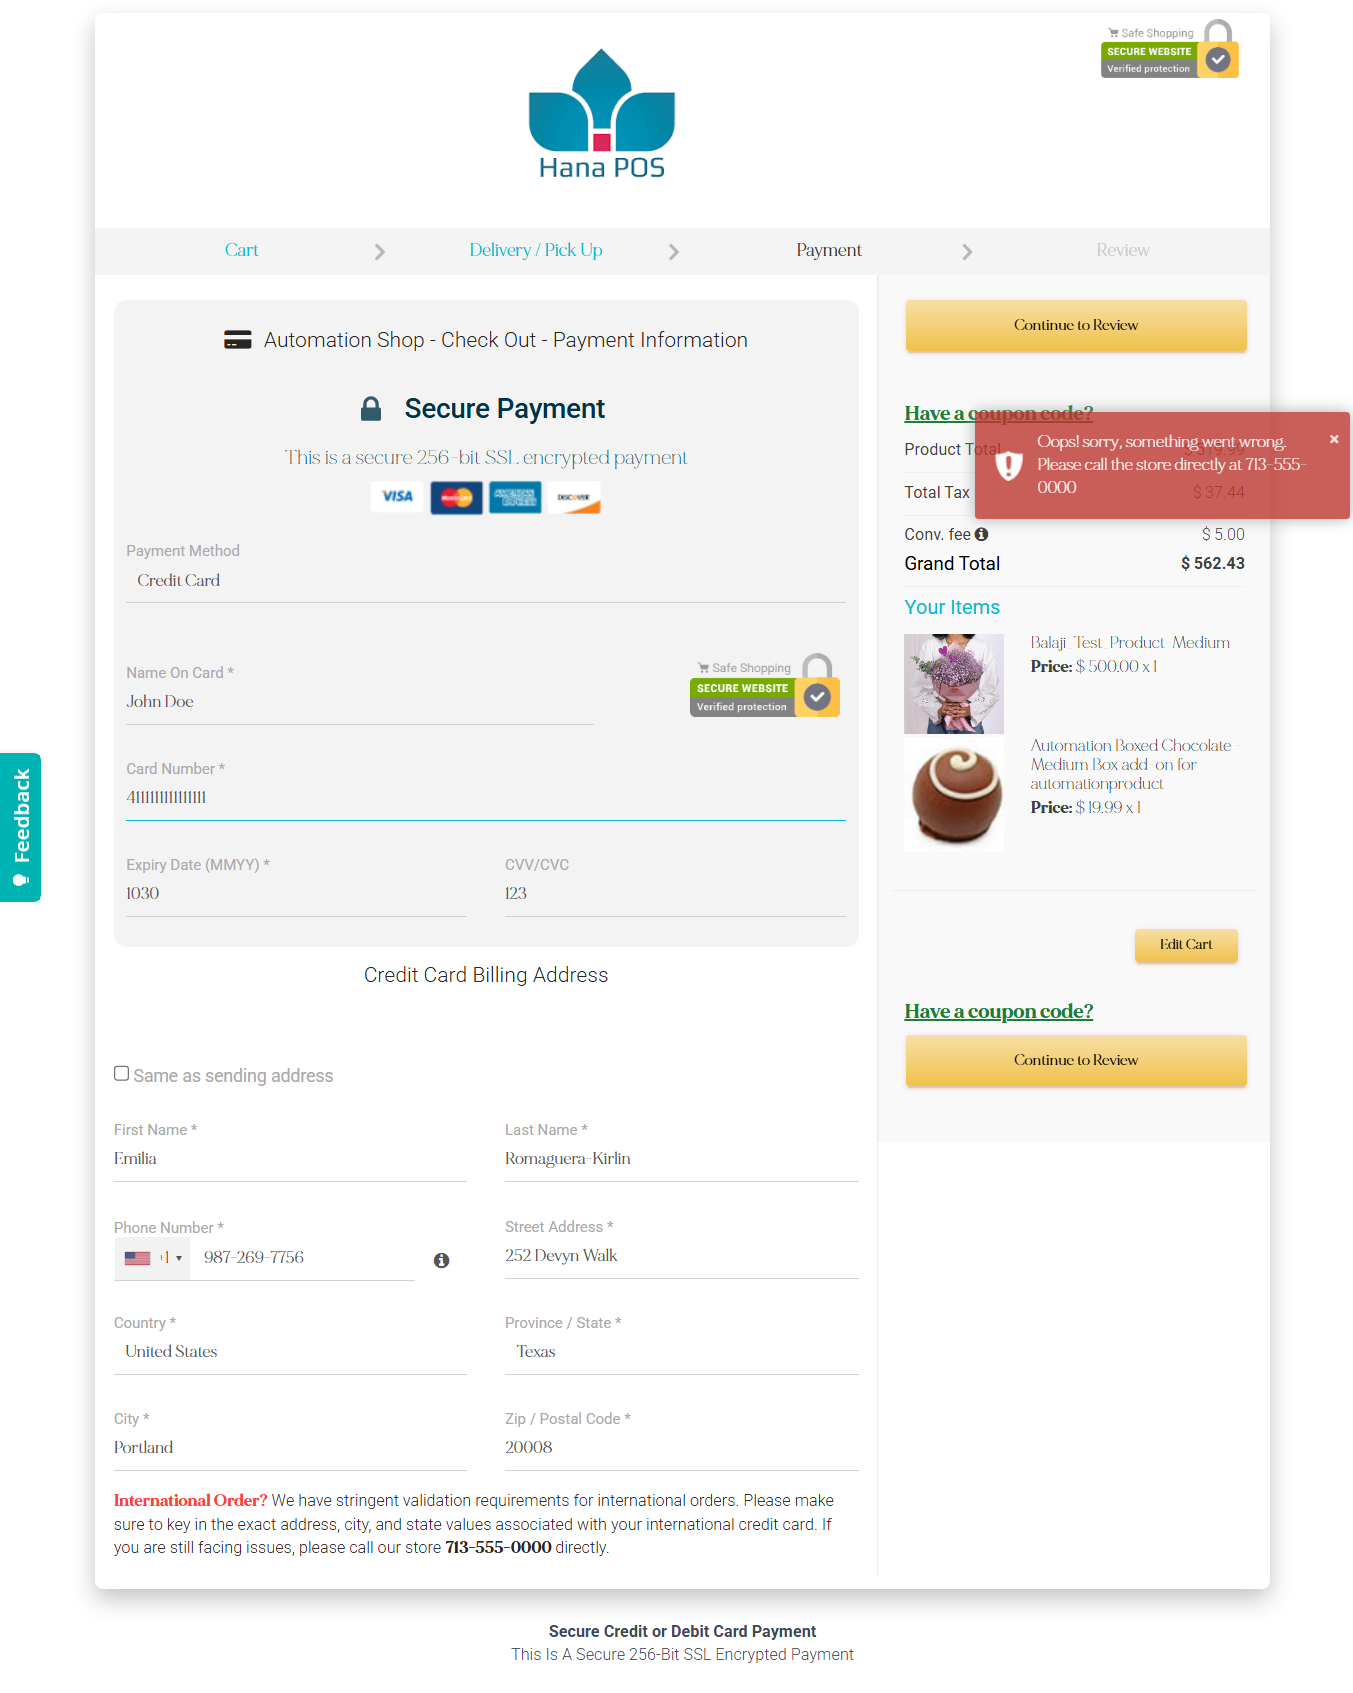 Safe Shopping
SECURE WEBSITE
Verified protection
Hana POS
Cart
Delivery / Pick Up
Payment
Review
Automation Shop - Check Out - Payment Information
Secure Payment
This is a secure 256-bit SSL encrypted payment
VISA
MasterCard
AMERICAN EXPRESS
DISCOVER
Payment Method
Credit Card
Name On Card *
John Doe
Safe Shopping
SECURE WEBSITE
Verified protection
Card Number *
4111111111111111
Expiry Date (MMYY) *
1030
CVV/CVC
123
Credit Card Billing Address
Same as sending address
First Name *
Emilia
Last Name *
Romaguera-Kirlin
Phone Number *
+1
987-269-7756
Street Address *
252 Devyn Walk
Country *
United States
Province / State *
Texas
City *
Portland
Zip / Postal Code *
20008
International Order? We have stringent validation requirements for international orders. Please make
sure to key in the exact address, city, and state values associated with your international credit card. If
you are still facing issues, please call our store 713-555-0000 directly.
Continue to Review
Have a coupon code?
Oops! sorry, something went wrong.
Please call the store directly at 713-555-
0000
×
Product Total
$ 519.99
Total Tax
$ 37.44
Conv. fee
$ 5.00
Grand Total
$ 562.43
Your Items
Balaji_Test_Product-Medium
Price: $ 500.00 x 1
Automation Boxed Chocolate -
Medium Box add-on for
automationproduct
Price: $ 19.99 x 1
Edit Cart
Have a coupon code?
Continue to Review
Feedback
Secure Credit or Debit Card Payment
This Is A Secure 256-Bit SSL Encrypted Payment